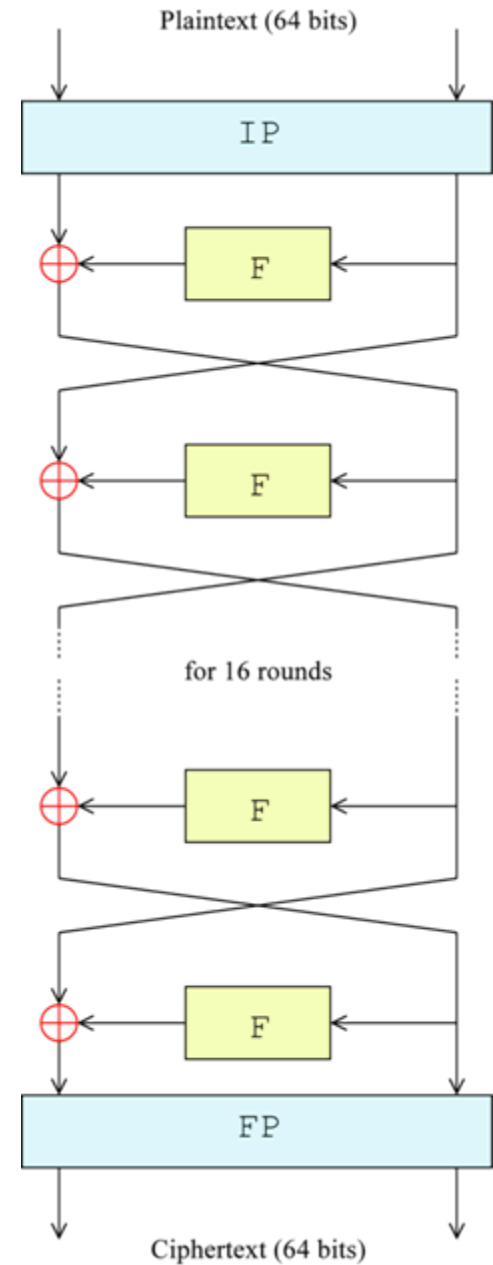 Plaintext (64 bits)
IP
F
F
for 16 rounds
F
F
FP
Ciphertext (64 bits)